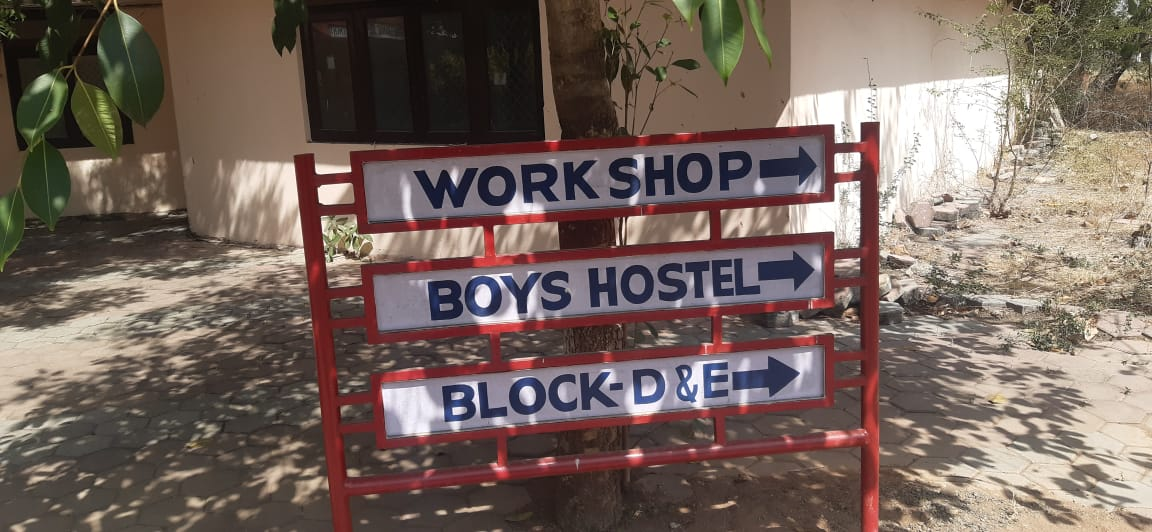 WORK SHOP →
BOYS HOSTEL →
BLOCK-D & E →